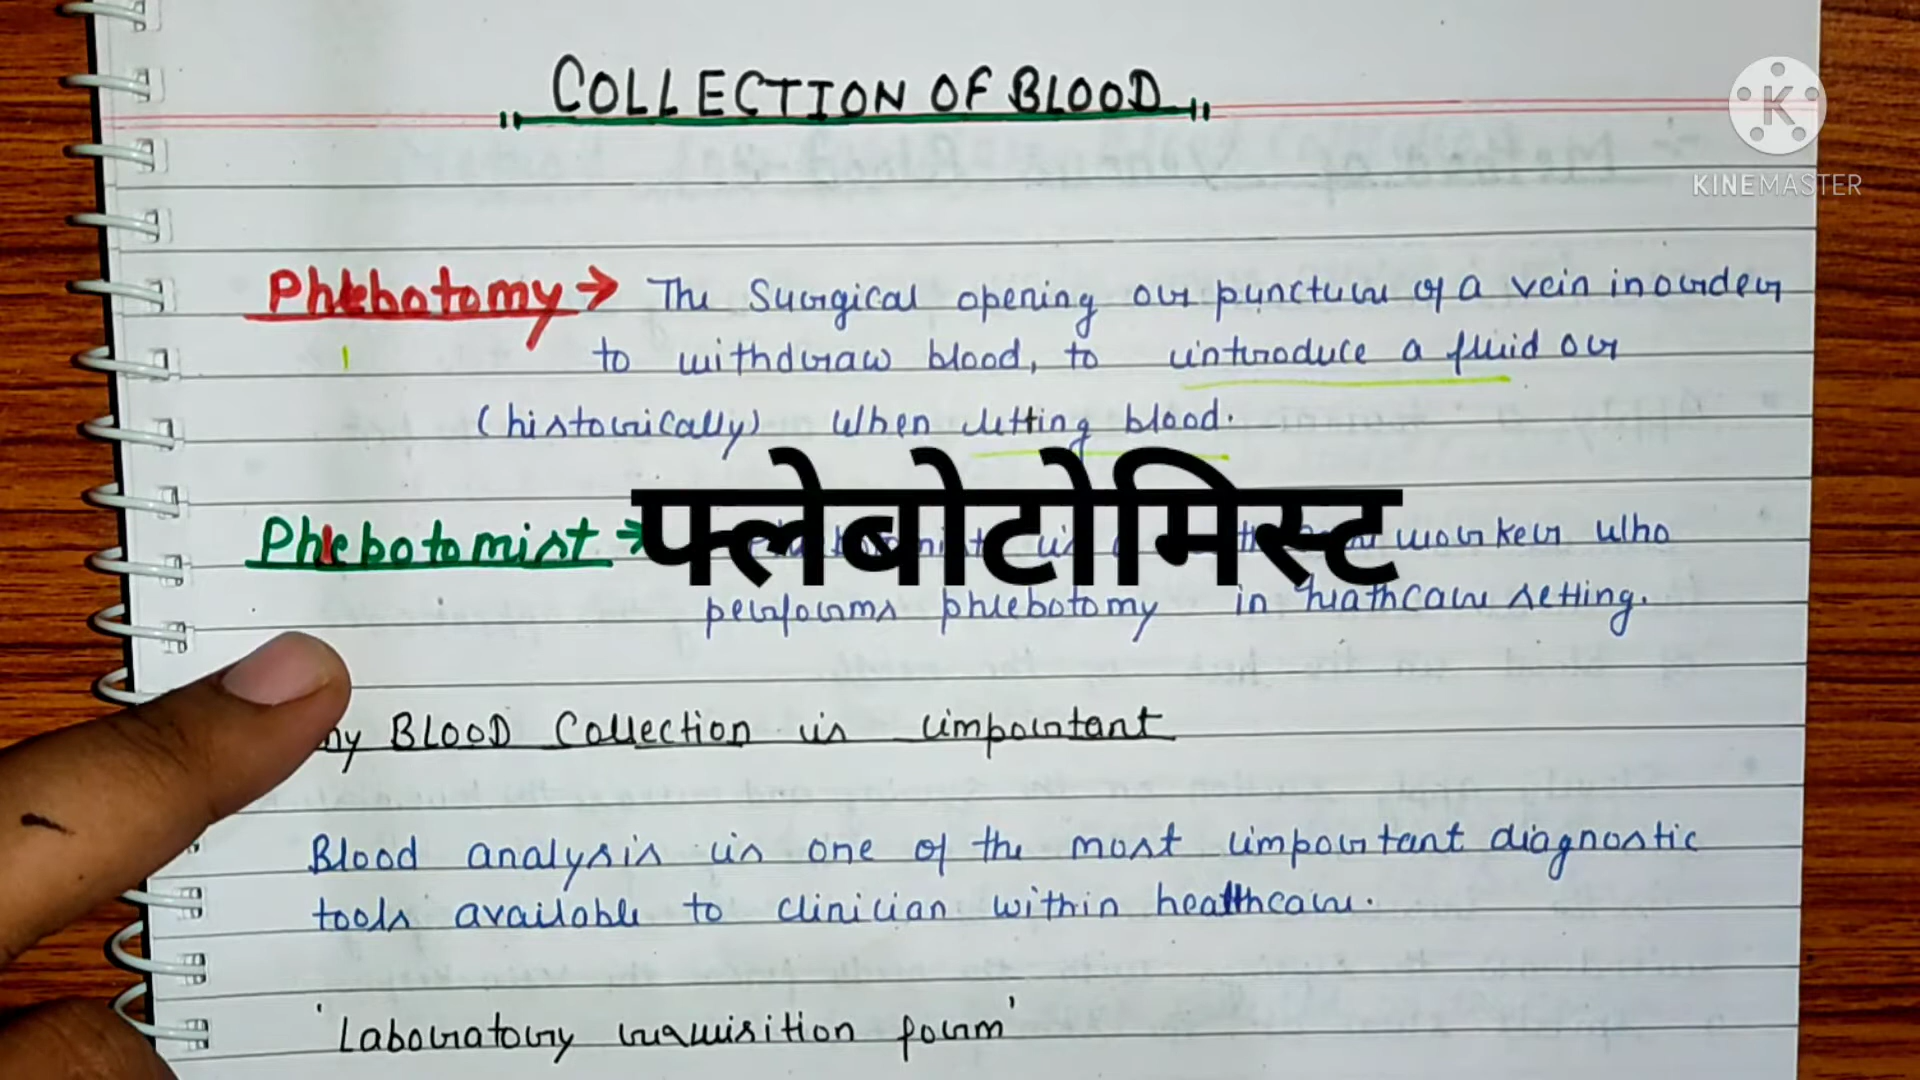 COLLECTION OF BLOOD
KINEMASTER
Phlebotomy → The Surgical opening or puncture of a vein inorder
to withdraw blood, to introduce a fluid or
(historically) when letting blood.
फ्लेबोटोमिस्ट
Phlebotomist → worker who
performs phlebotomy in heathcare setting.
BLOOD Collection is important
Blood analysis is one of the most important diagnostic
tools available to clinician within healthcare.
'Laboratory requisition form'